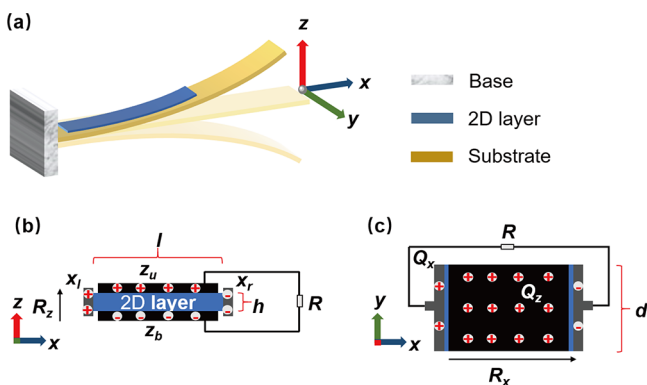 (a)
z
x
y
Base
2D layer
Substrate
(b)
l
z_u
x_l
x_r
2D layer
h
R
z_b
R_z
z
x
(c)
R
Q_x
Q_z
d
y
x
R_x